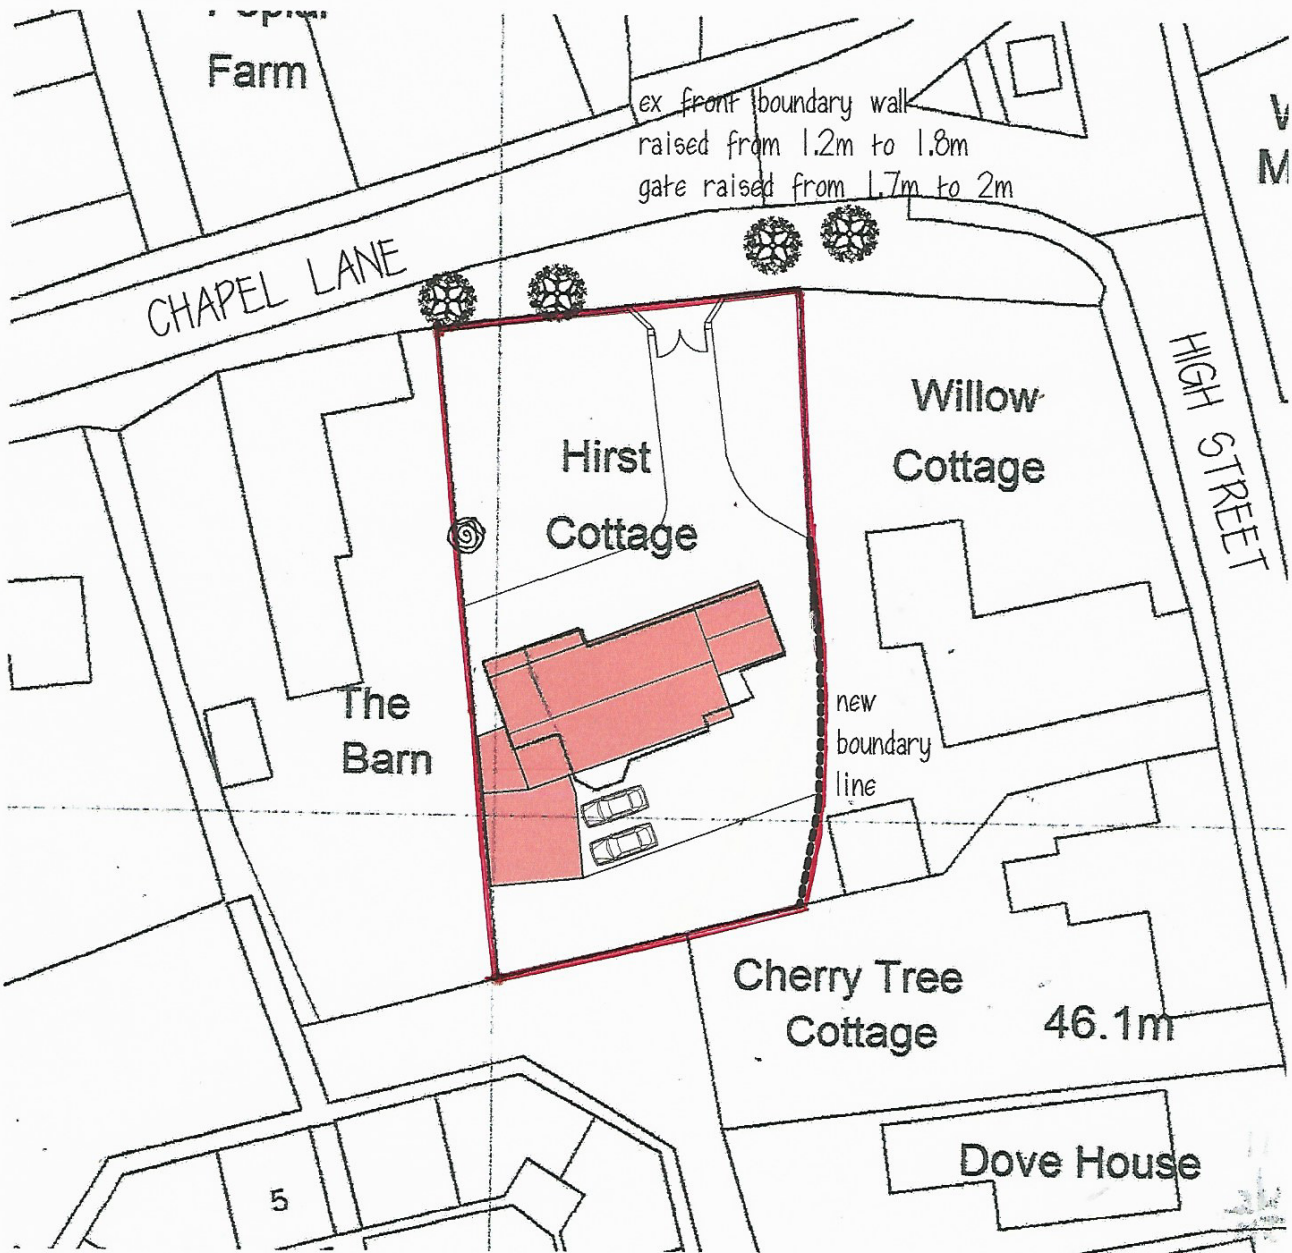 Farm
ex front boundary wall
raised from 1.2m to 1.8m
gate raised from 1.7m to 2m
CHAPEL LANE
HIGH STREET
Willow
Cottage
Hirst
Cottage
The
Barn
new
boundary
line
Cherry Tree
Cottage
46.1m
Dove House
5